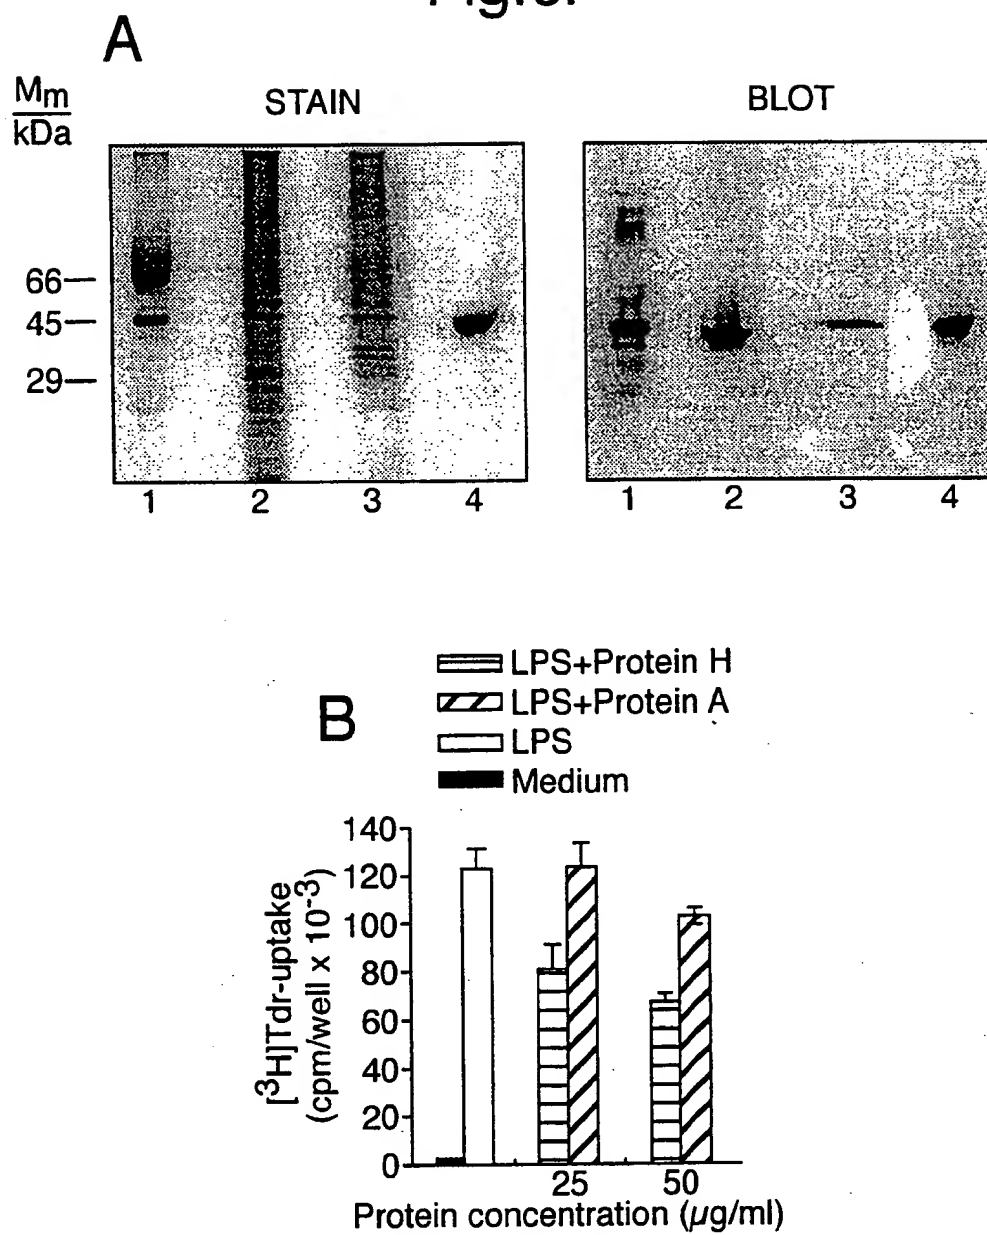 A
Mm
kDa
STAIN
BLOT
66
45
29
1 2 3 4
1 2 3 4
B
LPS+Protein H
LPS+Protein A
LPS
Medium
[³H]Tdr-uptake
(cpm/well x 10⁻³)
140
120
100
80
60
40
20
0
25 50
Protein concentration (µg/ml)